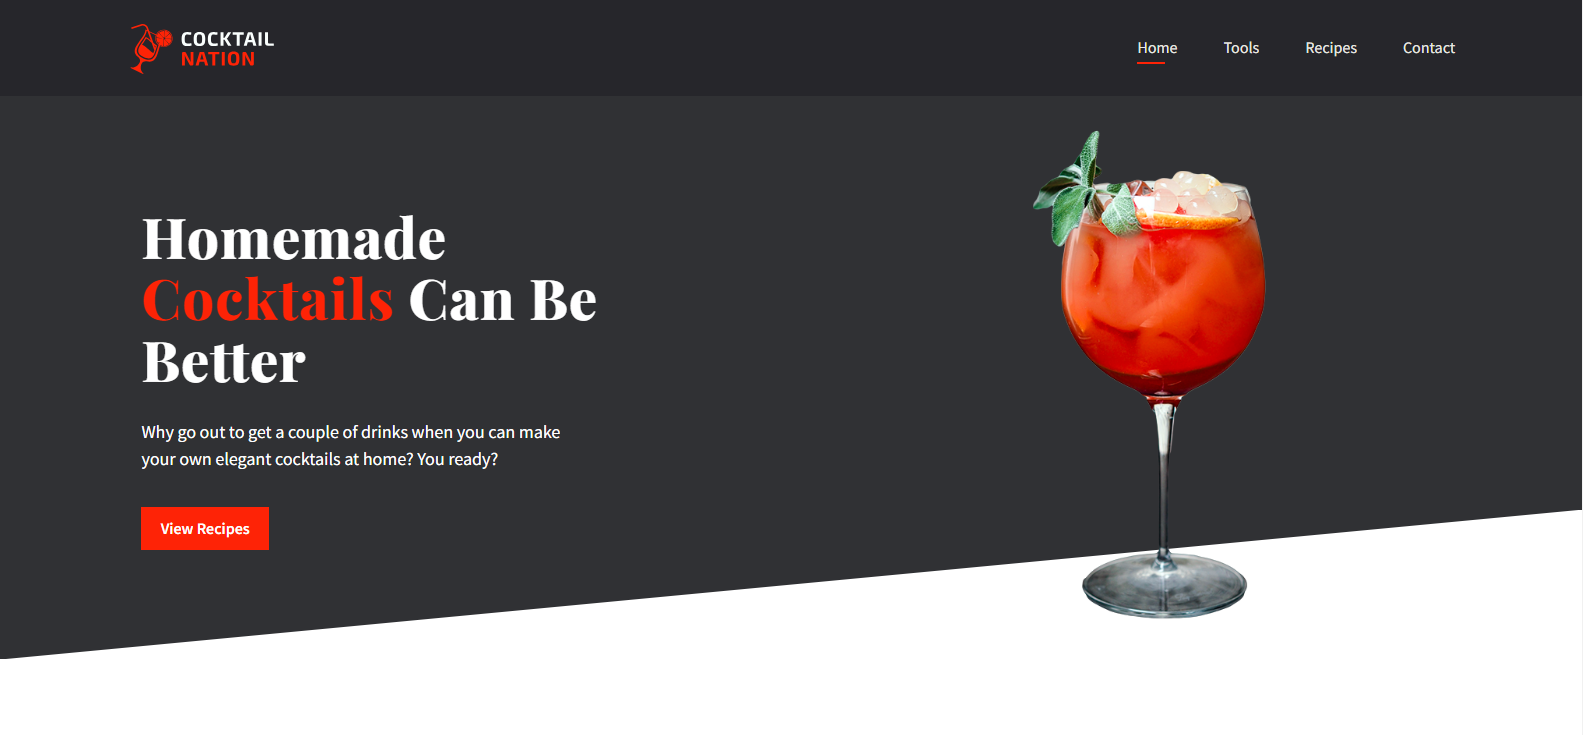 COCKTAIL
NATION
Home
Tools
Recipes
Contact
Homemade
Cocktails Can Be
Better
Why go out to get a couple of drinks when you can make
your own elegant cocktails at home? You ready?
View Recipes